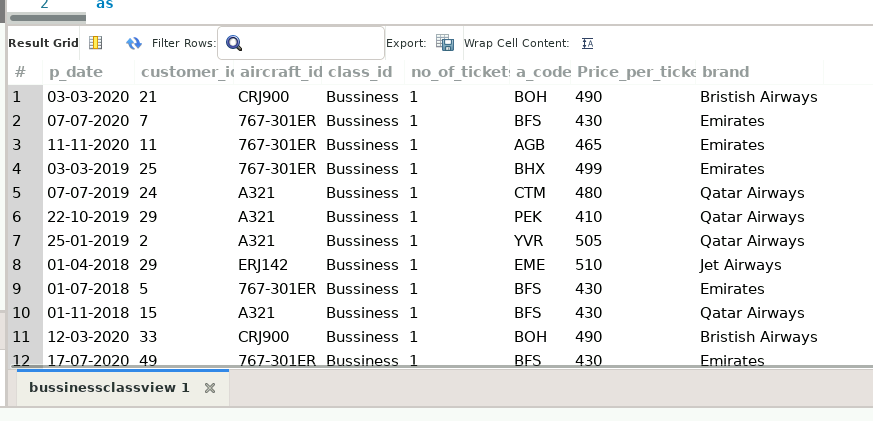 2 as
Result Grid Filter Rows: Export: Wrap Cell Content:
# p_date customer_id aircraft_id class_id no_of_tickets a_code Price_per_ticke brand
1 03-03-2020 21 CRJ900 Bussiness 1 BOH 490 Bristish Airways
2 07-07-2020 7 767-301ER Bussiness 1 BFS 430 Emirates
3 11-11-2020 11 767-301ER Bussiness 1 AGB 465 Emirates
4 03-03-2019 25 767-301ER Bussiness 1 BHX 499 Emirates
5 07-07-2019 24 A321 Bussiness 1 CTM 480 Qatar Airways
6 22-10-2019 29 A321 Bussiness 1 PEK 410 Qatar Airways
7 25-01-2019 2 A321 Bussiness 1 YVR 505 Qatar Airways
8 01-04-2018 29 ERJ142 Bussiness 1 EME 510 Jet Airways
9 01-07-2018 5 767-301ER Bussiness 1 BFS 430 Emirates
10 01-11-2018 15 A321 Bussiness 1 BFS 430 Qatar Airways
11 12-03-2020 33 CRJ900 Bussiness 1 BOH 490 Bristish Airways
12 17-07-2020 49 767-301ER Bussiness 1 BFS 430 Emirates
bussinessclassview 1